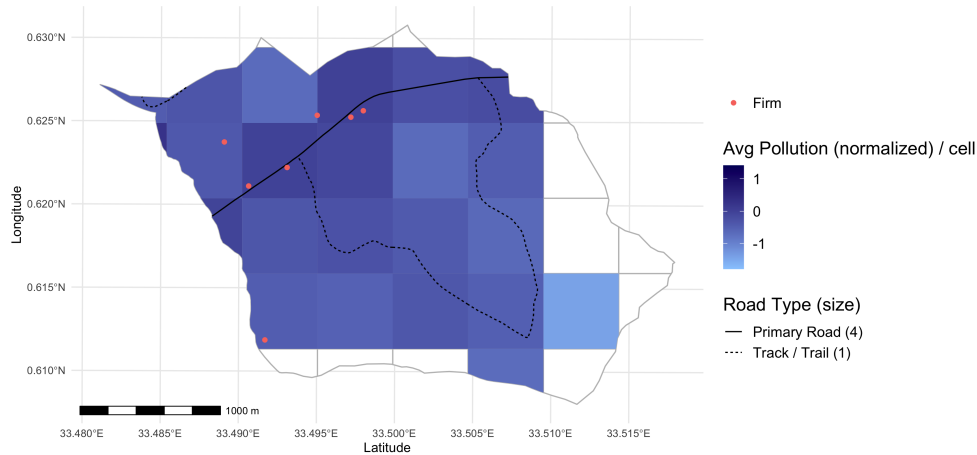 0.630°N
0.625°N
0.620°N
0.615°N
0.610°N
Longitude
1000 m
33.480°E 33.485°E 33.490°E 33.495°E 33.500°E 33.505°E 33.510°E 33.515°E
Latitude
Firm
Avg Pollution (normalized) / cell
1
0
-1
Road Type (size)
Primary Road (4)
Track / Trail (1)